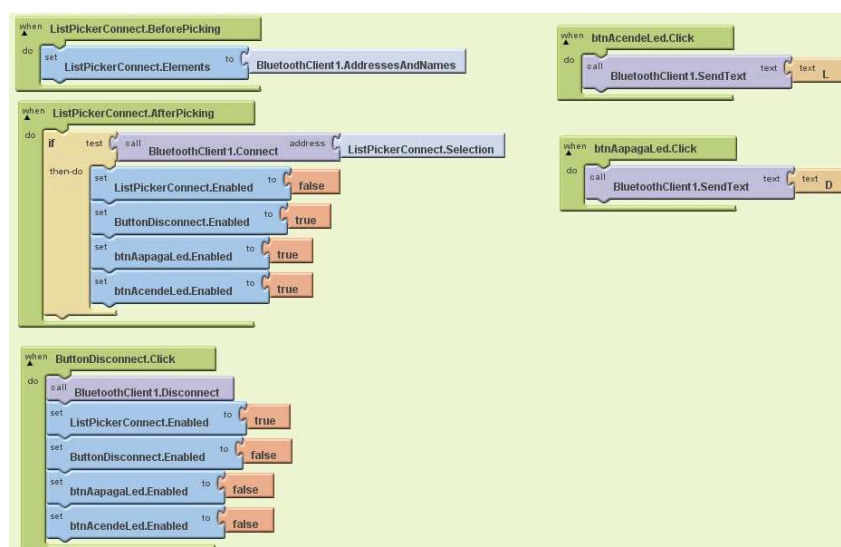 when ListPickerConnect.BeforePicking
do set ListPickerConnect.Elements to BluetoothClient1.AddressesAndNames
when ListPickerConnect.AfterPicking
do if test call BluetoothClient1.Connect address ListPickerConnect.Selection
then-do set ListPickerConnect.Enabled to false
set ButtonDisconnect.Enabled to true
set btnAapagaLed.Enabled to true
set btnAcendeLed.Enabled to true
when ButtonDisconnect.Click
do call BluetoothClient1.Disconnect
set ListPickerConnect.Enabled to true
set ButtonDisconnect.Enabled to false
set btnAapagaLed.Enabled to false
set btnAcendeLed.Enabled to false
when btnAcendeLed.Click
do call BluetoothClient1.SendText text text L
when btnAapagaLed.Click
do call BluetoothClient1.SendText text text D